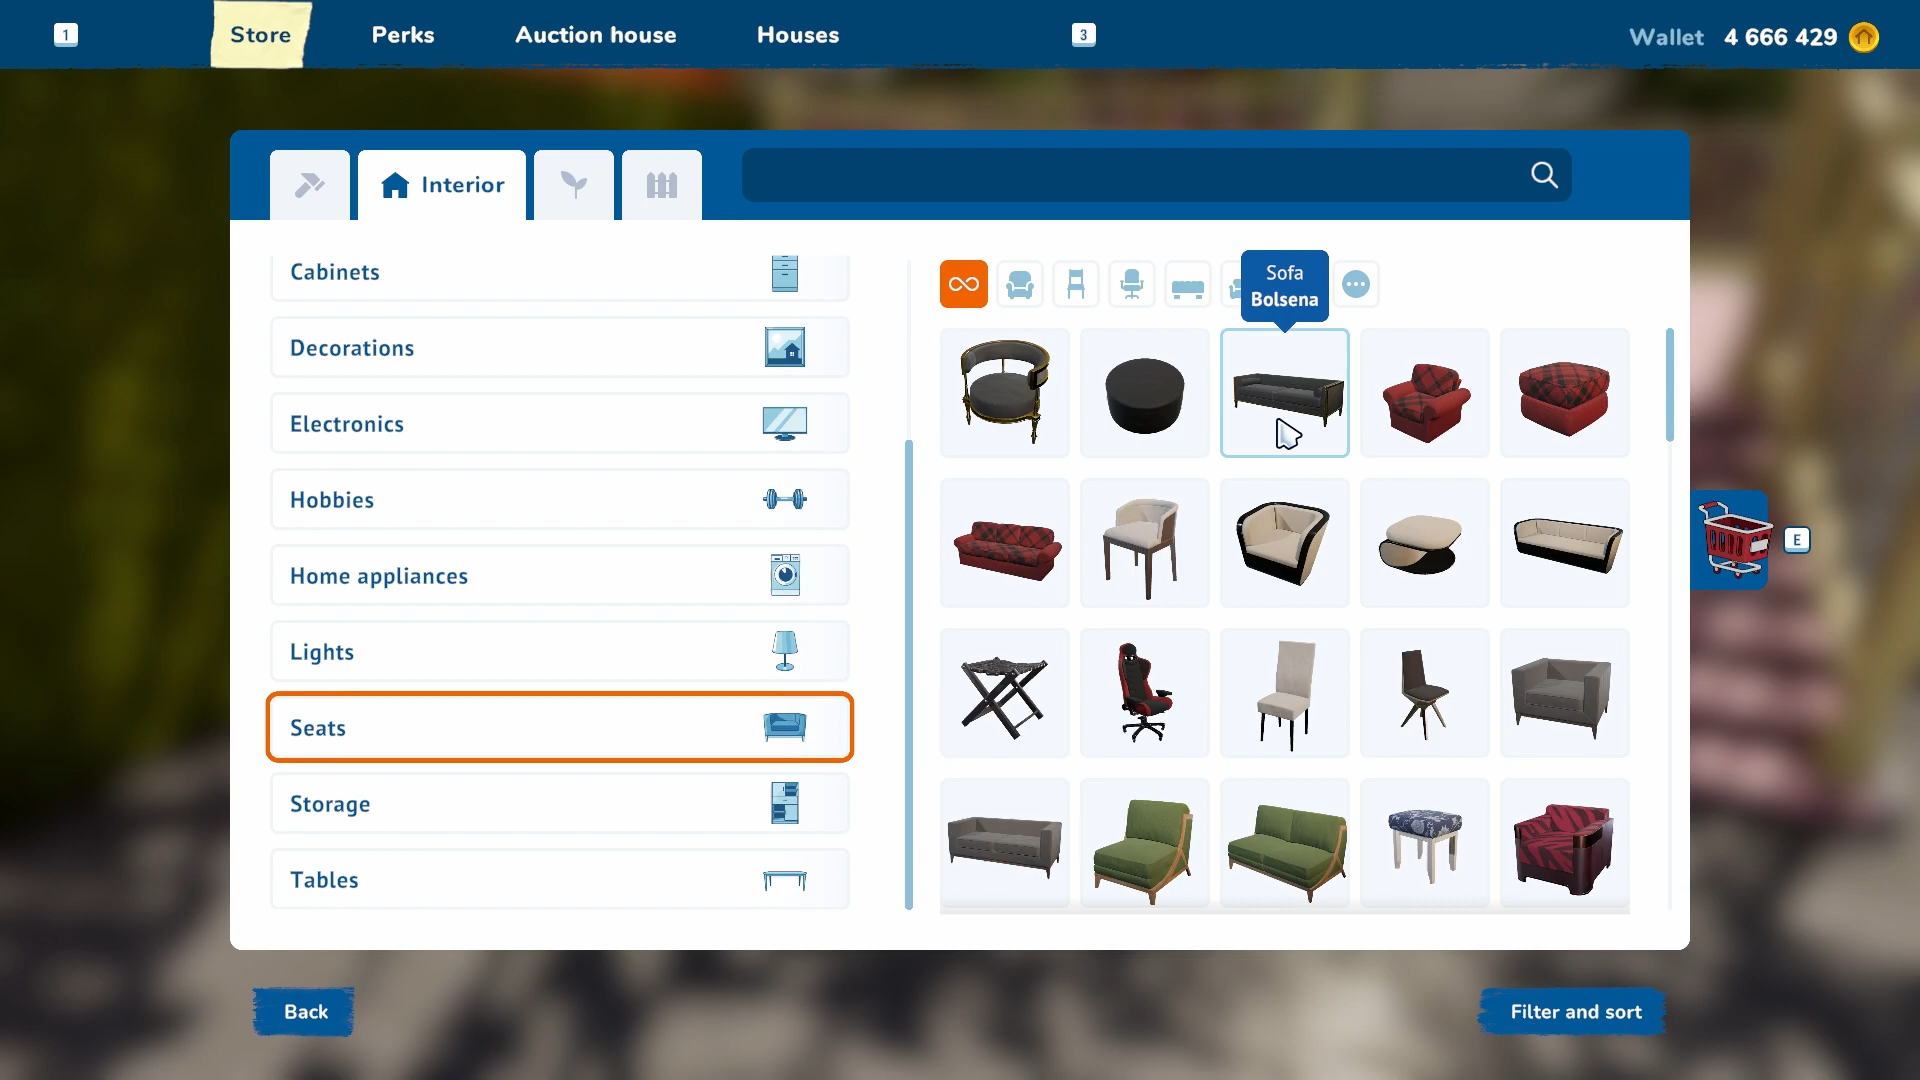 1
Store
Perks
Auction house
Houses
3
Wallet 4 666 429
Interior
Sofa
Bolsena
Cabinets
Decorations
Electronics
Hobbies
Home appliances
Lights
Seats
Storage
Tables
E
Back
Filter and sort